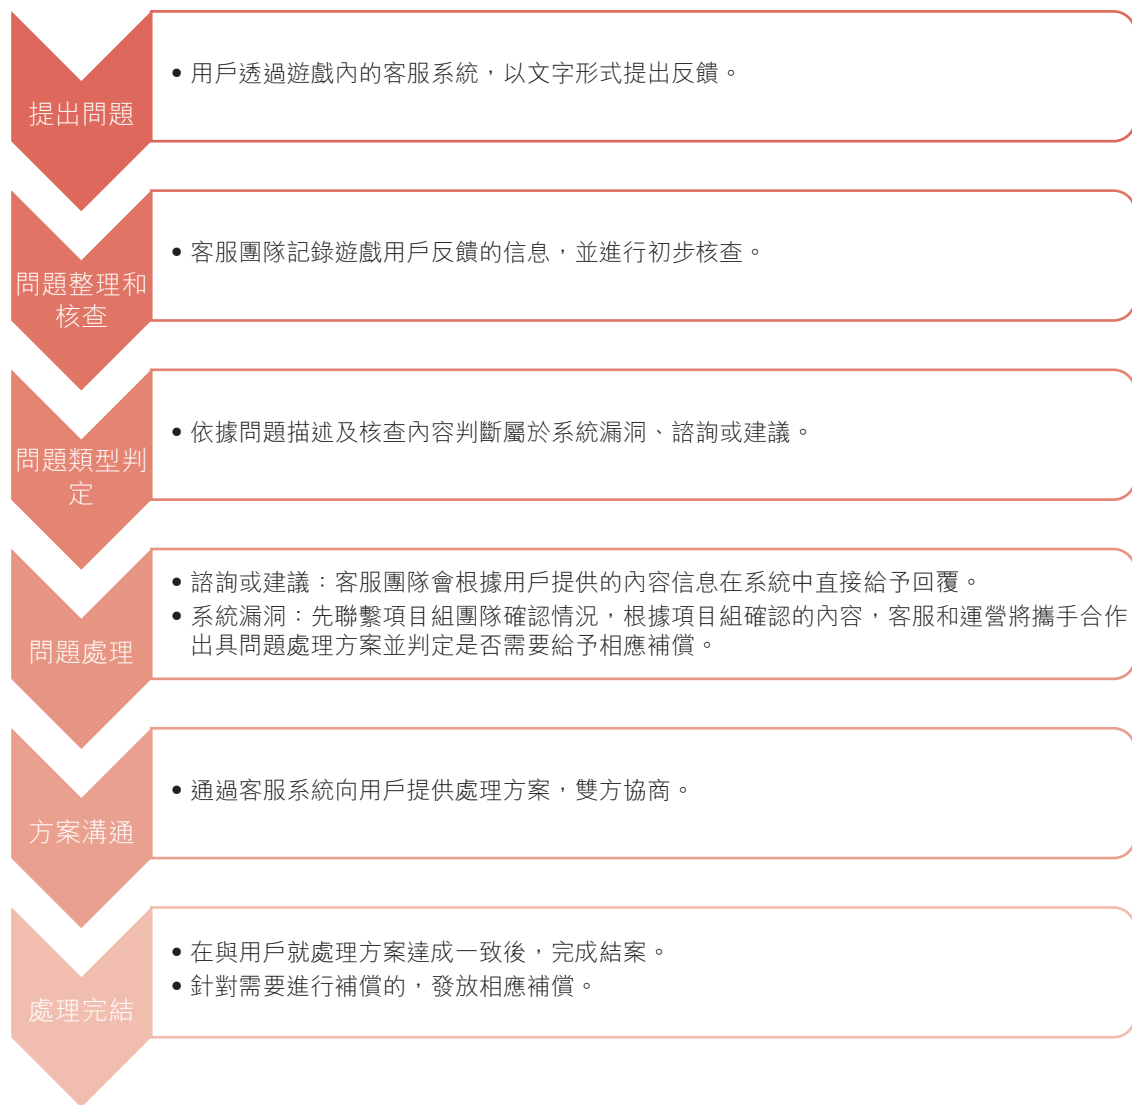 提出問題
• 用戶透過遊戲內的客服系統，以文字形式提出反饋。
問題整理和
核查
• 客服團隊記錄遊戲用戶反饋的信息，並進行初步核查。
問題類型判
定
• 依據問題描述及核查內容判斷屬於系統漏洞、諮詢或建議。
問題處理
• 諮詢或建議：客服團隊會根據用戶提供的內容信息在系統中直接給予回覆。
• 系統漏洞：先聯繫項目組團隊確認情況，根據項目組確認的內容，客服和運營將攜手合作
出具問題處理方案並判定是否需要給予相應補償。
方案溝通
• 通過客服系統向用戶提供處理方案，雙方協商。
處理完結
• 在與用戶就處理方案達成一致後，完成結案。
• 針對需要進行補償的，發放相應補償。